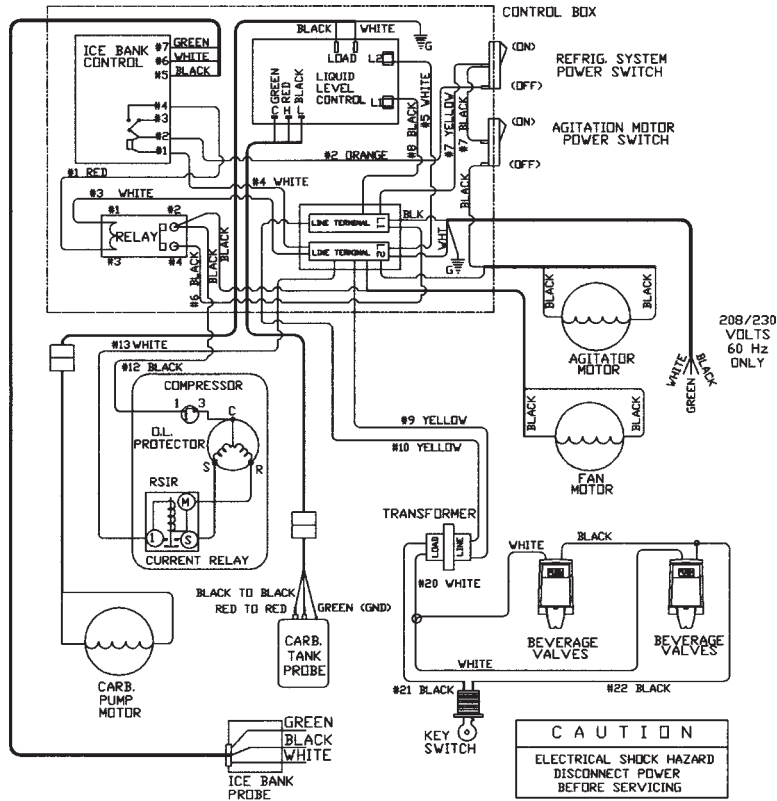 CONTROL BOX
BLACK
WHITE
G
ICE BANK
CONTROL
#7 GREEN
#6 WHITE
#5 BLACK
#4
#3
#2
#1
LOAD
L2
LIQUID
LEVEL
CONTROL
L1
GREEN
RED
BLACK
C
H
L
(ON)
REFRIG. SYSTEM
POWER SWITCH
(OFF)
(ON)
AGITATION MOTOR
POWER SWITCH
(OFF)
#8 BLACK
#5 WHITE
#7 YELLOW
#7 BLACK
BLACK
#2 ORANGE
#1 RED
#4 WHITE
#3 WHITE
#1
#2
RELAY
#3
#4
BLACK
BLACK
#6 BLACK
LINE TERMINAL L1
LINE TERMINAL L2
BLK
WHT
G
BLACK
BLACK
AGITATOR
MOTOR
208/230
VOLTS
60 Hz
ONLY
WHITE
GREEN
BLACK
#13 WHITE
#12 BLACK
COMPRESSOR
1
3
C
O.L.
PROTECTOR
S
R
RSIR
M
1
S
CURRENT RELAY
BLACK
BLACK
FAN
MOTOR
#9 YELLOW
#10 YELLOW
TRANSFORMER
LOAD
LINE
#20 WHITE
WHITE
BLACK
BEVERAGE
VALVES
BEVERAGE
VALVES
WHITE
#21 BLACK
#22 BLACK
KEY
SWITCH
BLACK TO BLACK
RED TO RED
GREEN (GND)
CARB.
TANK
PROBE
CARB.
PUMP
MOTOR
GREEN
BLACK
WHITE
ICE BANK
PROBE
CAUTION
ELECTRICAL SHOCK HAZARD
DISCONNECT POWER
BEFORE SERVICING